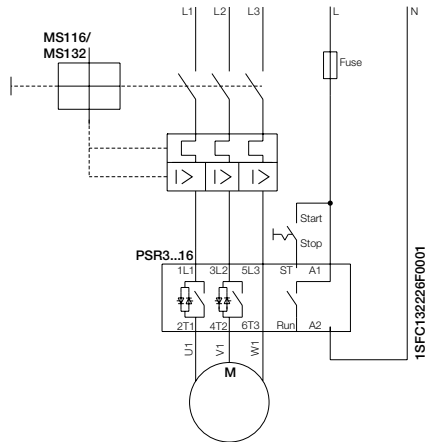 L1 L2 L3 L N
MS116/
MS132
Fuse
Start
Stop
PSR3...16
1L1 3L2 5L3 ST A1
2T1 4T2 6T3 Run A2
U1 V1 W1
M
1SFC132226F0001